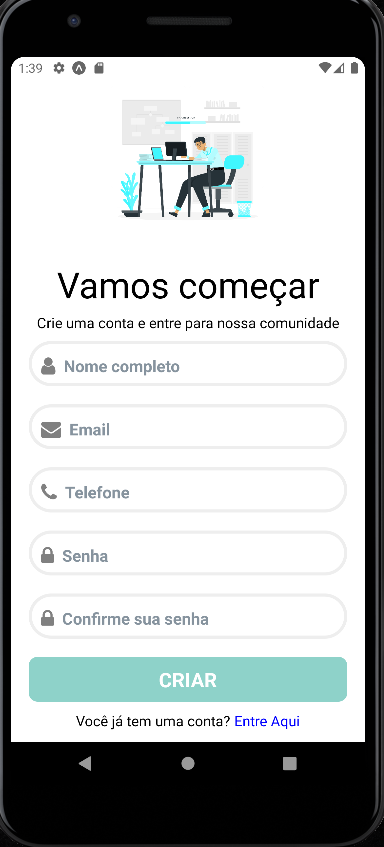 1:39
Vamos começar
Crie uma conta e entre para nossa comunidade
Nome completo
Email
Telefone
Senha
Confirme sua senha
CRIAR
Você já tem uma conta? Entre Aqui